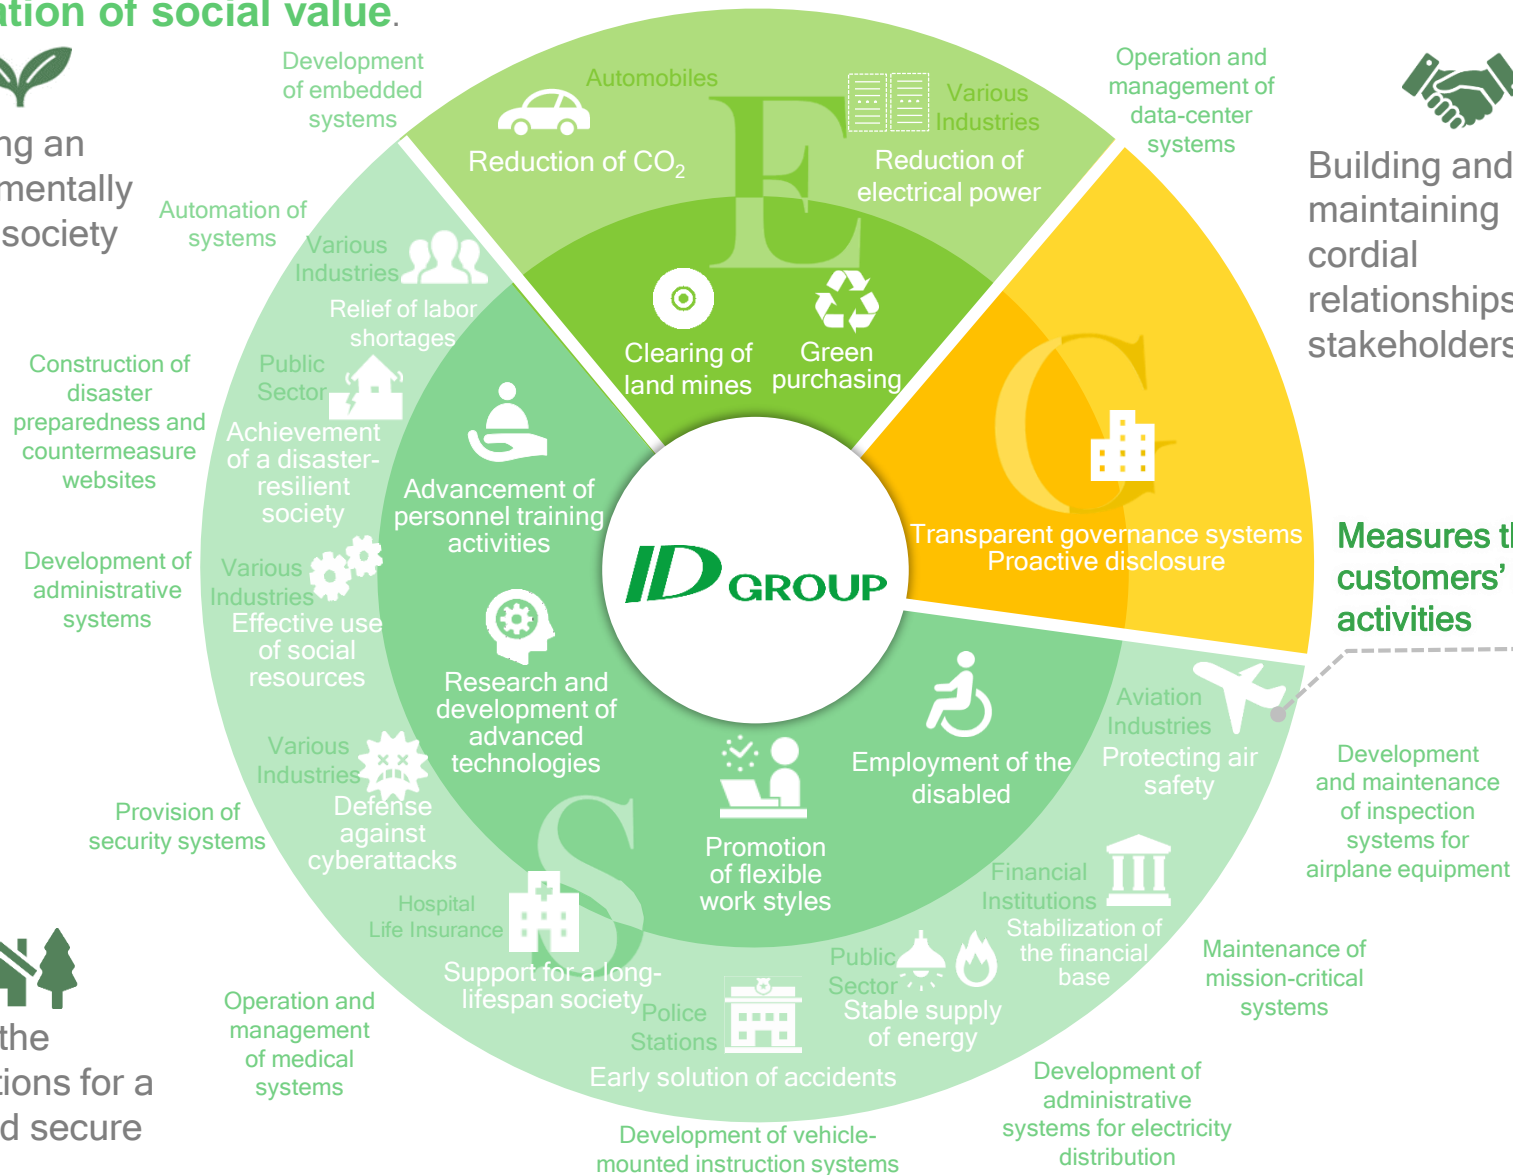 ation of social value.
ng an
mentally
society
Development
of embedded
systems
Automobiles
Reduction of CO₂
E
Various
Industries
Reduction of
electrical power
Operation and
management of
data-center
systems
Building and
maintaining
cordial
relationships
stakeholders
Automation of
systems
Various
Industries
Relief of labor
shortages
Clearing of
land mines
Green
purchasing
Construction of
disaster
preparedness and
countermeasure
websites
Public
Sector
Achievement
of a disaster-
resilient
society
Advancement of
personnel training
activities
G
Transparent governance systems
Proactive disclosure
Measures th
customers’
activities
Development of
administrative
systems
Various
Industries
Effective use
of social
resources
ID GROUP
Research and
development of
advanced
technologies
Employment of the
disabled
Aviation
Industries
Protecting air
safety
Development
and maintenance
of inspection
systems for
airplane equipment
Provision of
security systems
Various
Industries
Defense
against
cyberattacks
Promotion
of flexible
work styles
S
Hospital
Life Insurance
Support for a long-
lifespan society
Financial
Institutions
Stabilization of
the financial
base
Maintenance of
mission-critical
systems
Operation and
management
of medical
systems
Police
Stations
Early solution of accidents
Public
Sector
Stable supply
of energy
the
tions for a
d secure
Development of vehicle-
mounted instruction systems
Development of
administrative
systems for electricity
distribution